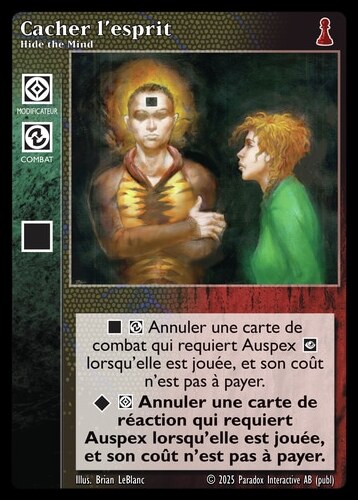 Cacher l'esprit
Hide the Mind
MODIFICATEUR
COMBAT
Annuler une carte de
combat qui requiert Auspex
lorsqu'elle est jouée, et son coût
n'est pas à payer.
Annuler une carte de
réaction qui requiert
Auspex lorsqu'elle est jouée,
et son coût n'est pas à payer.
Illus. Brian LeBlanc © 2025 Paradox Interactive AB (publ)